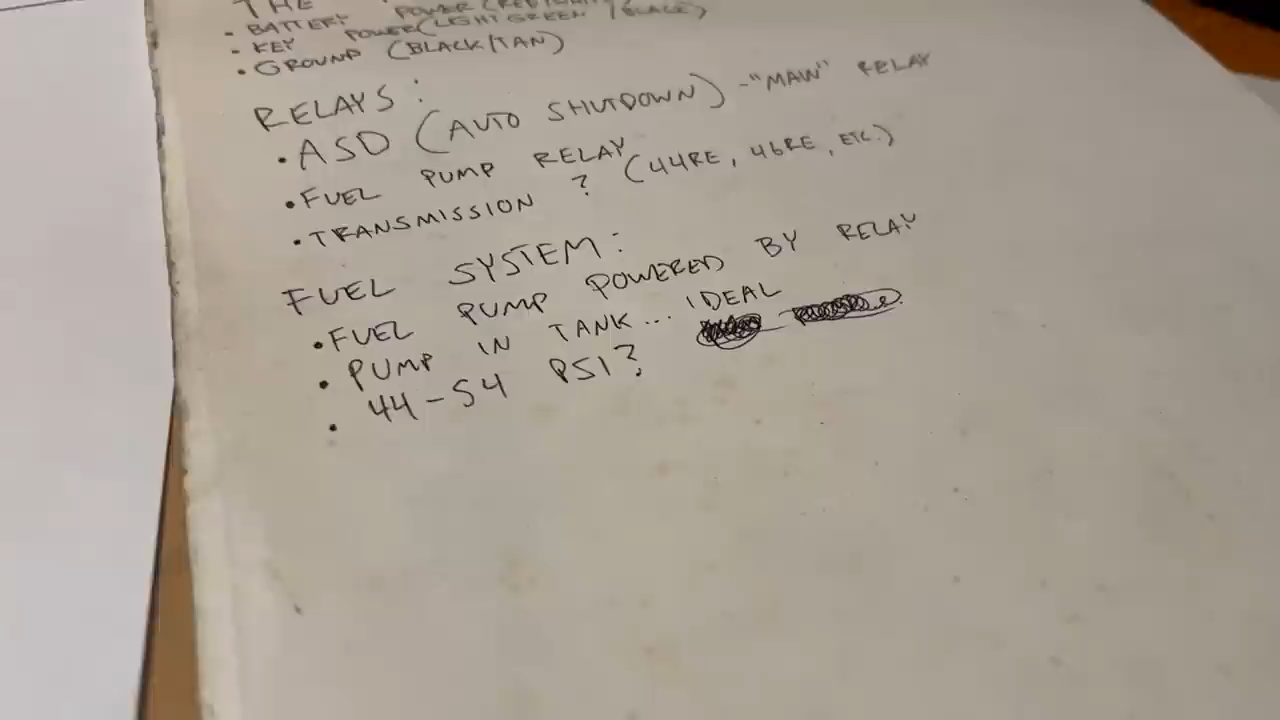 THE
• BATTERY POWER
• KEY POWER (LIGHT GREEN / BLACK)
• GROUND (BLACK/TAN)
RELAYS:
• ASD (AUTO SHUTDOWN) - "MAIN" RELAY
• FUEL PUMP RELAY
• TRANSMISSION ? (44RE, 46RE, ETC.)
FUEL SYSTEM:
• FUEL PUMP POWERED BY RELAY
• PUMP IN TANK... IDEAL
• 44-54 PSI?